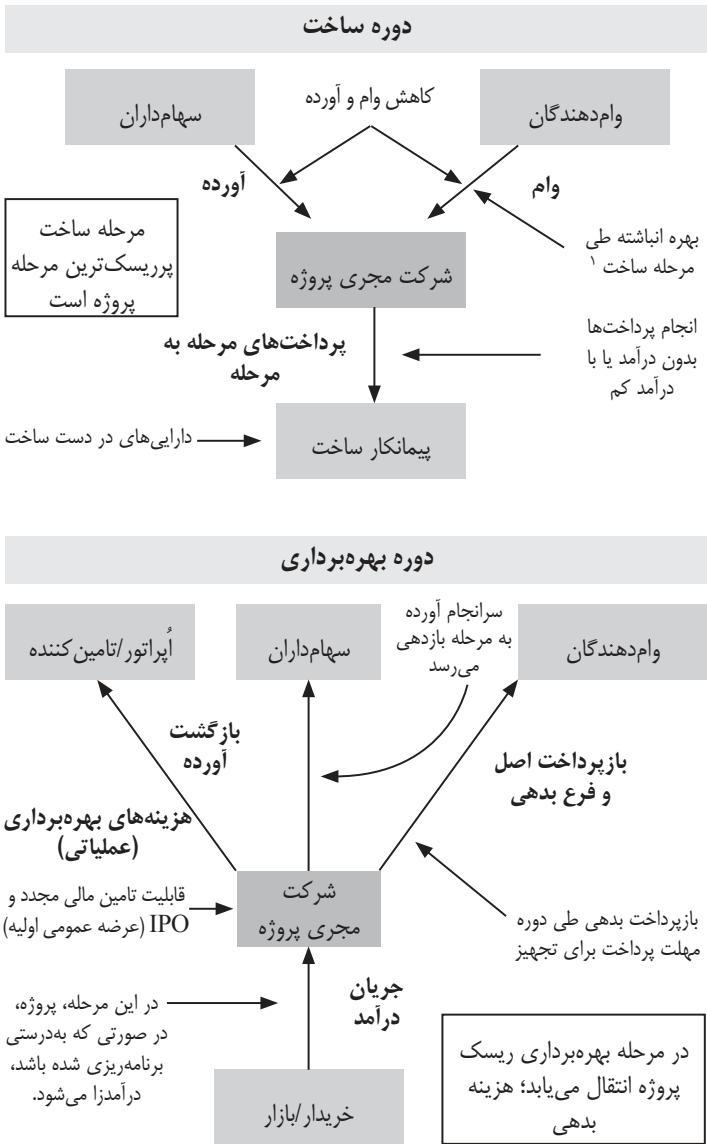 دوره ساخت
وام‌دهندگان
کاهش وام و آورده
سهام‌داران
وام
آورده
بهره انباشته طی
مرحله ساخت ۱
شرکت مجری پروژه
مرحله ساخت
پرریسک‌ترین مرحله
پروژه است
انجام پرداخت‌ها
بدون درآمد یا با
درآمد کم
پرداخت‌های مرحله به
مرحله
پیمانکار ساخت
دارایی‌های در دست ساخت
دوره بهره‌برداری
وام‌دهندگان
سرانجام آورده
به مرحله بازدهی
می‌رسد
سهام‌داران
اُپراتور/تامین‌کننده
بازپرداخت اصل
و فرع بدهی
بازگشت
آورده
هزینه‌های بهره‌برداری
(عملیاتی)
بازپرداخت بدهی طی دوره
مهلت پرداخت برای تجهیز
شرکت
مجری پروژه
قابلیت تامین مالی مجدد و
IPO (عرضه عمومی اولیه)
جریان
درآمد
در این مرحله، پروژه،
در صورتی که به‌درستی
برنامه‌ریزی شده باشد،
درآمدزا می‌شود.
در مرحله بهره‌برداری ریسک
پروژه انتقال می‌یابد؛ هزینه
بدهی
خریدار/بازار